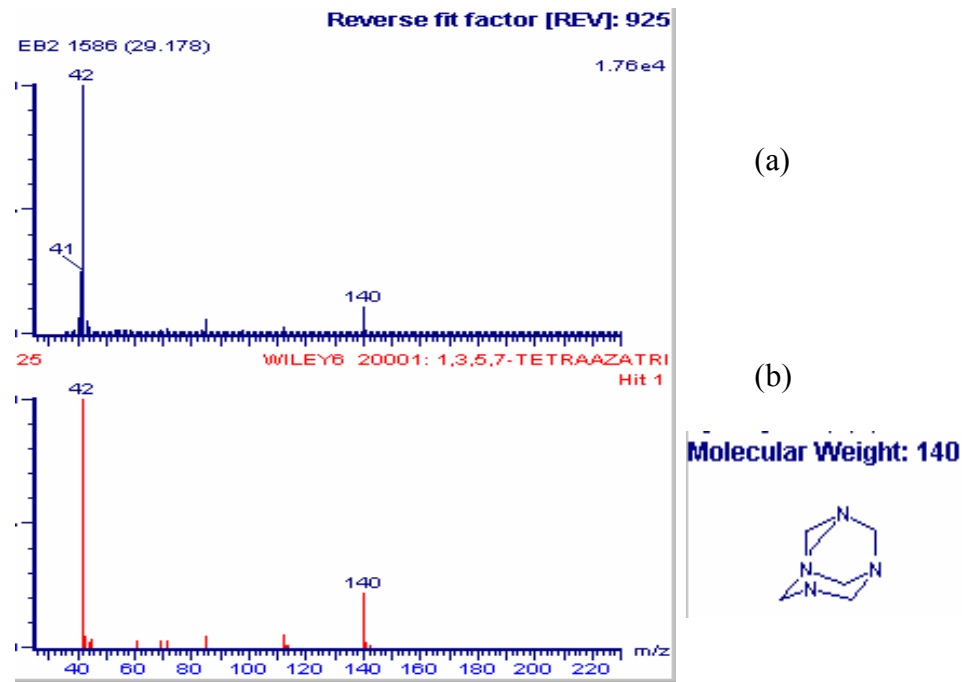 Reverse fit factor [REV]: 925
EB2 1586 (29.178)
1.76e4
42
41
140
(a)
25
WILEY6 20001: 1,3,5,7-TETRAAZATRI
Hit 1
42
140
(b)
Molecular Weight: 140
N
N
N
N
m/z
40 60 80 100 120 140 160 180 200 220